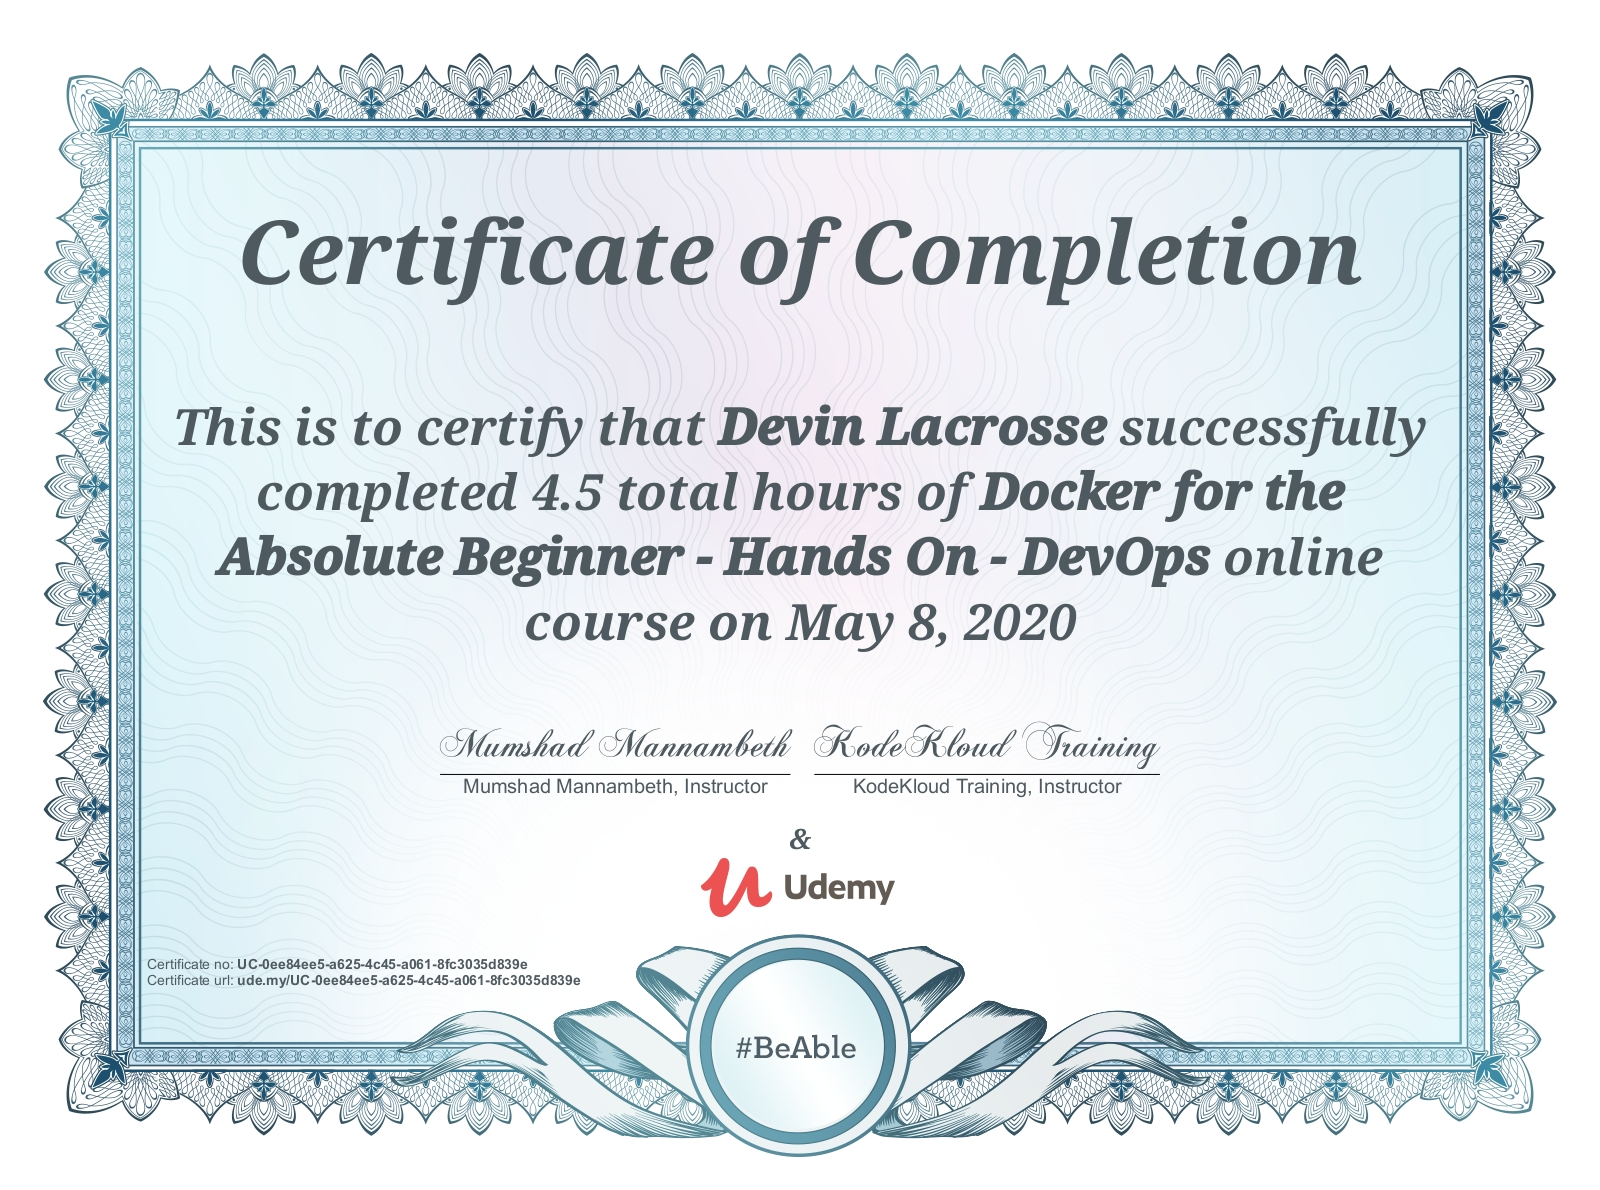 Certificate of Completion
This is to certify that Devin Lacrosse successfully
completed 4.5 total hours of Docker for the
Absolute Beginner - Hands On - DevOps online
course on May 8, 2020
Mumshad Mannambeth KodeKloud Training
Mumshad Mannambeth, Instructor KodeKloud Training, Instructor
&
Udemy
Certificate no: UC-0ee84ee5-a625-4c45-a061-8fc3035d839e
Certificate url: ude.my/UC-0ee84ee5-a625-4c45-a061-8fc3035d839e
#BeAble